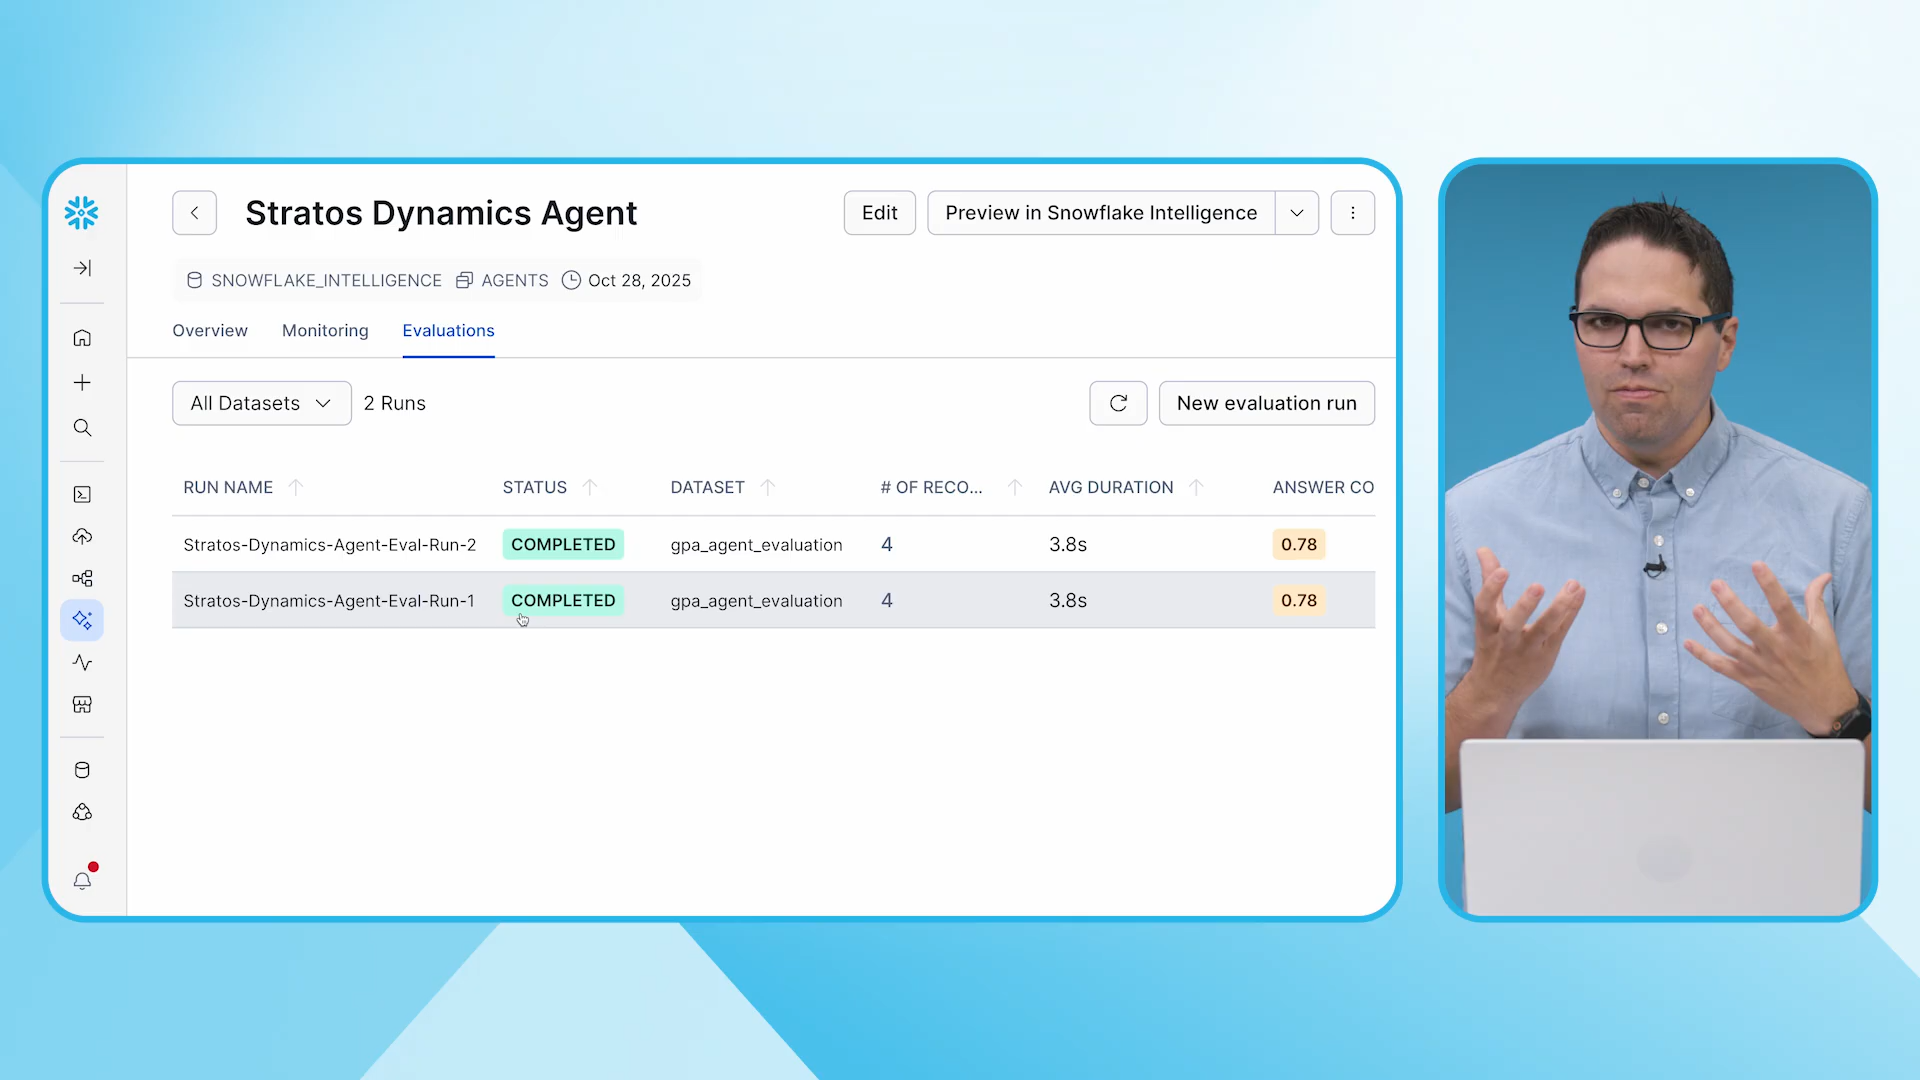 Stratos Dynamics Agent
Edit
Preview in Snowflake Intelligence
SNOWFLAKE_INTELLIGENCE AGENTS Oct 28, 2025
Overview Monitoring Evaluations
All Datasets 2 Runs
New evaluation run
RUN NAME STATUS DATASET # OF RECO... AVG DURATION ANSWER CO
Stratos-Dynamics-Agent-Eval-Run-2 COMPLETED gpa_agent_evaluation 4 3.8s 0.78
Stratos-Dynamics-Agent-Eval-Run-1 COMPLETED gpa_agent_evaluation 4 3.8s 0.78